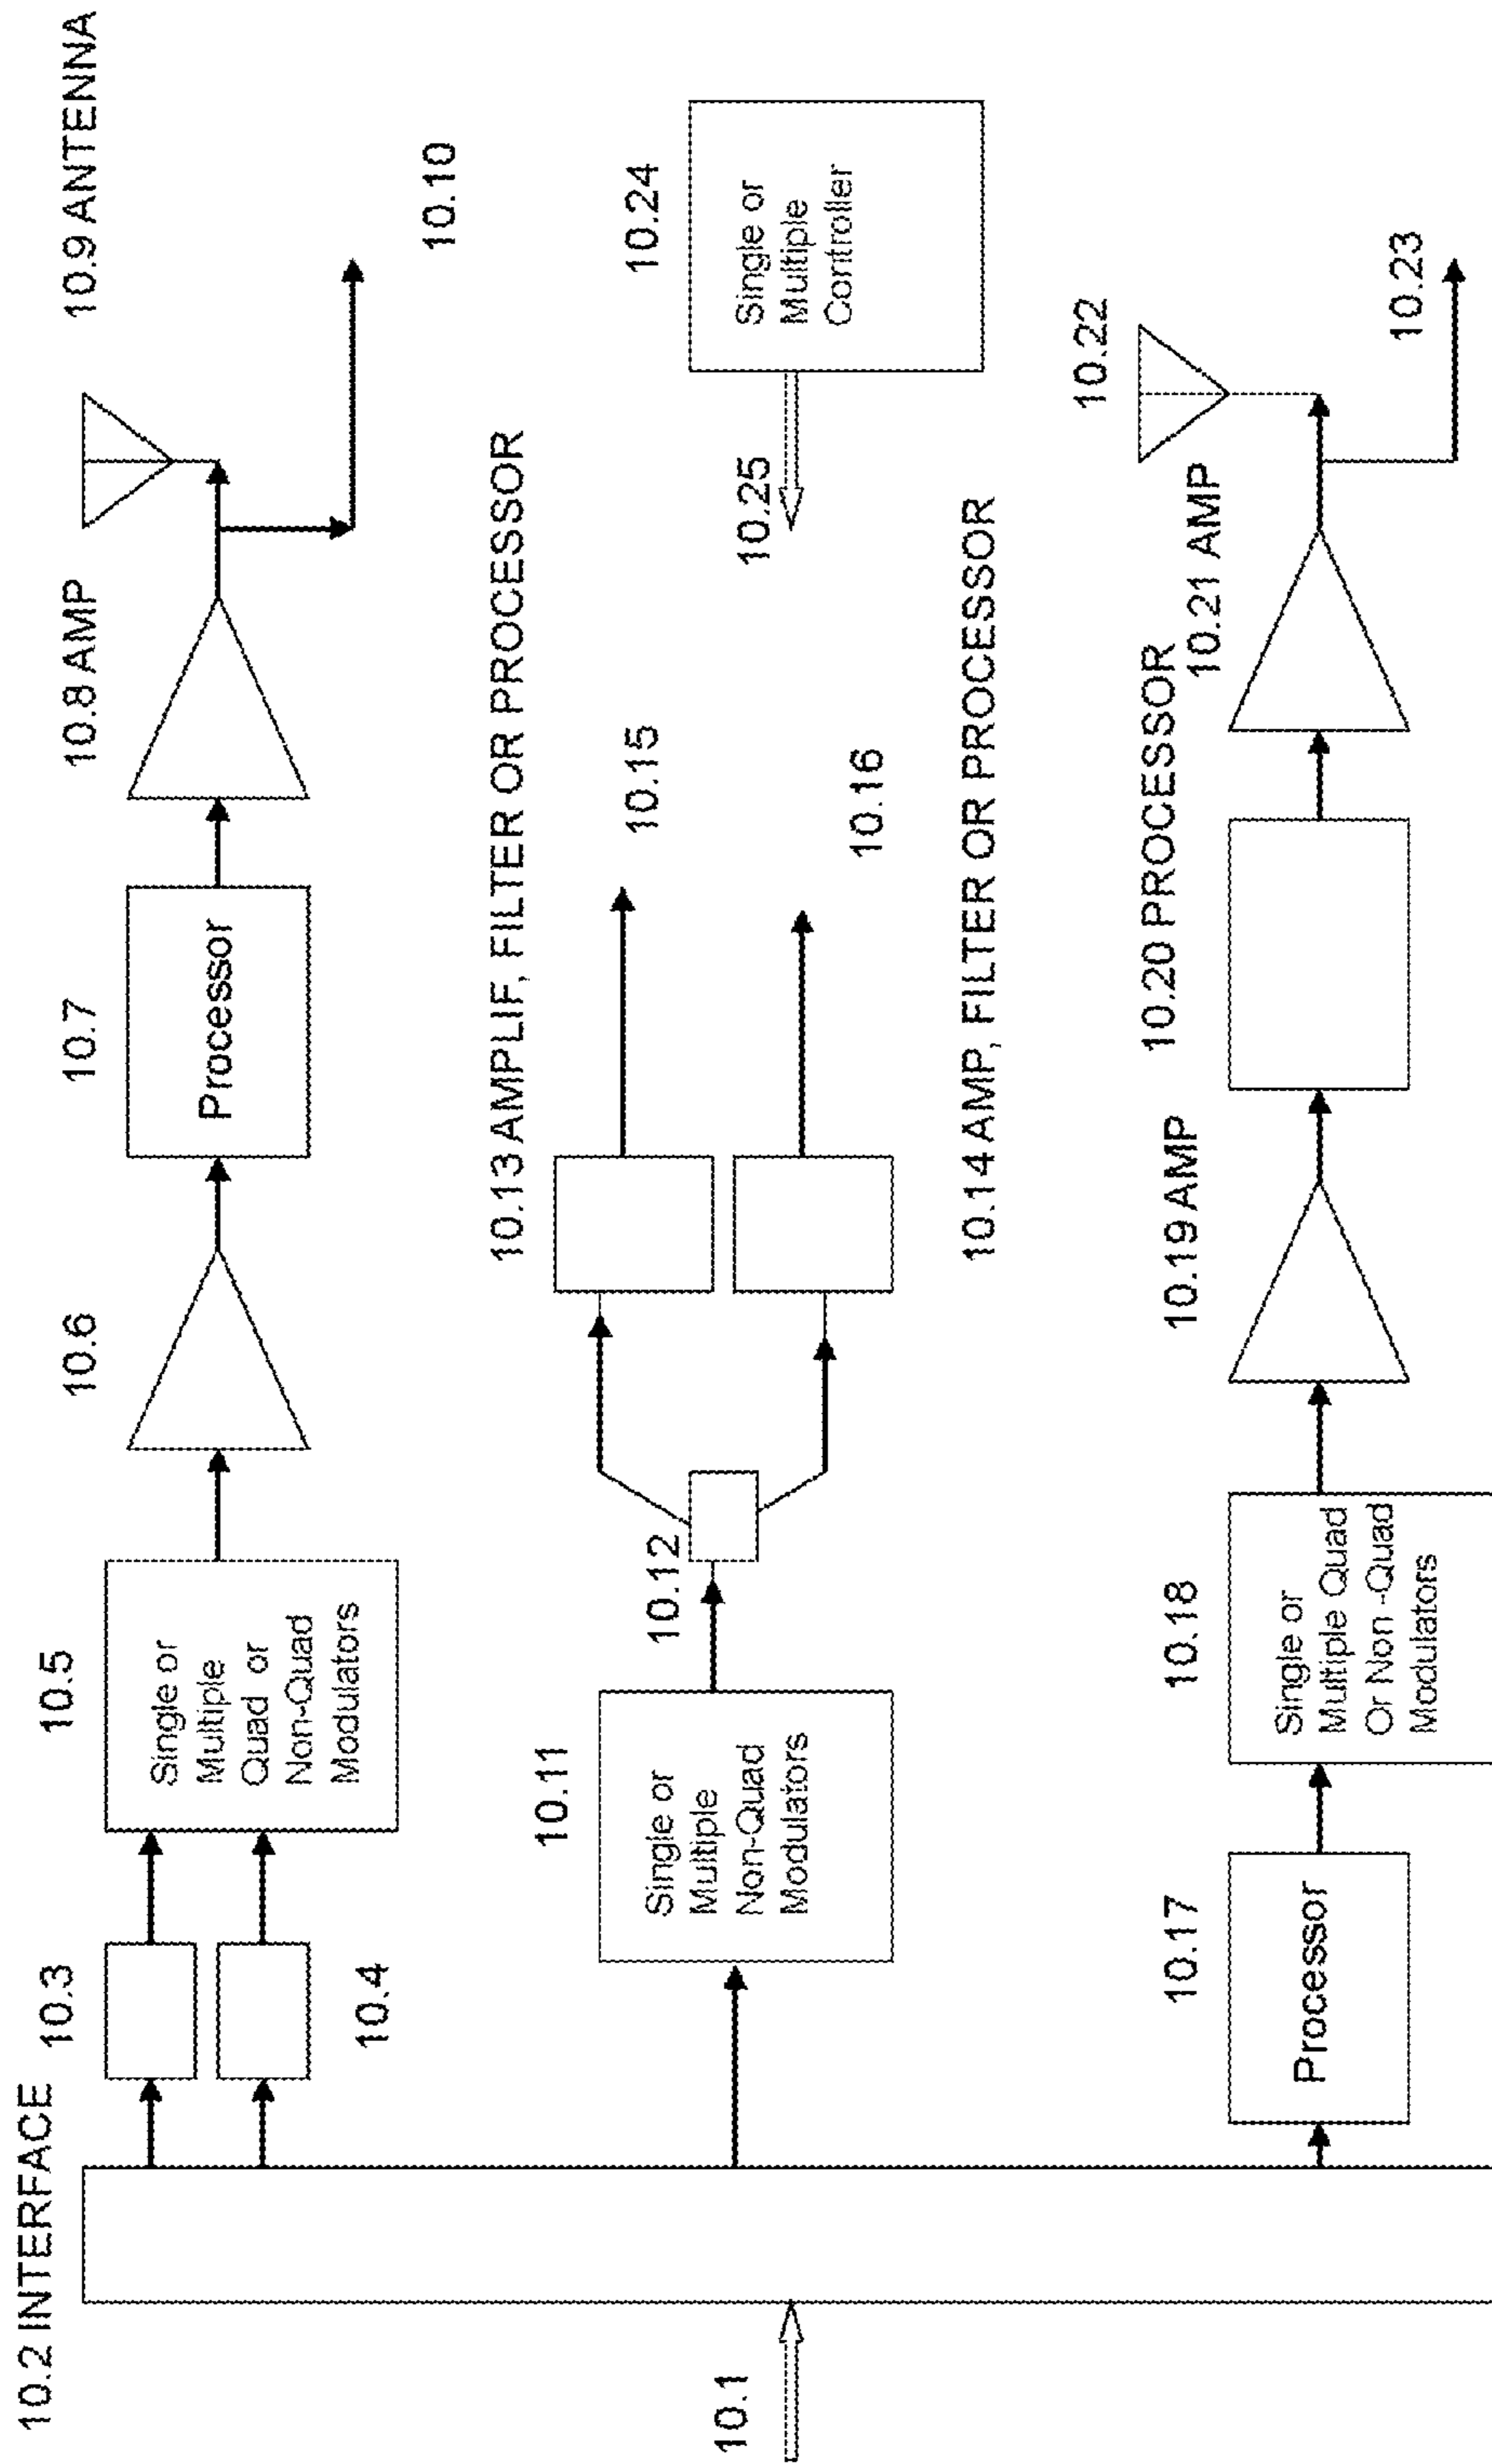 10.2 INTERFACE
10.3
10.4
10.5
Single or
Multiple
Quad or
Non-Quad
Modulators
10.6
10.7
Processor
10.8 AMP
10.9 ANTENNA
10.10
10.1
10.11
Single or
Multiple
Non-Quad
Modulators
10.12
10.13 AMPLIF, FILTER OR PROCESSOR
10.15
10.16
10.14 AMP, FILTER OR PROCESSOR
10.24
Single or
Multiple
Controller
10.25
10.17
Processor
10.18
Single or
Multiple Quad
Or Non -Quad
Modulators
10.19 AMP
10.20 PROCESSOR
10.21 AMP
10.22
10.23